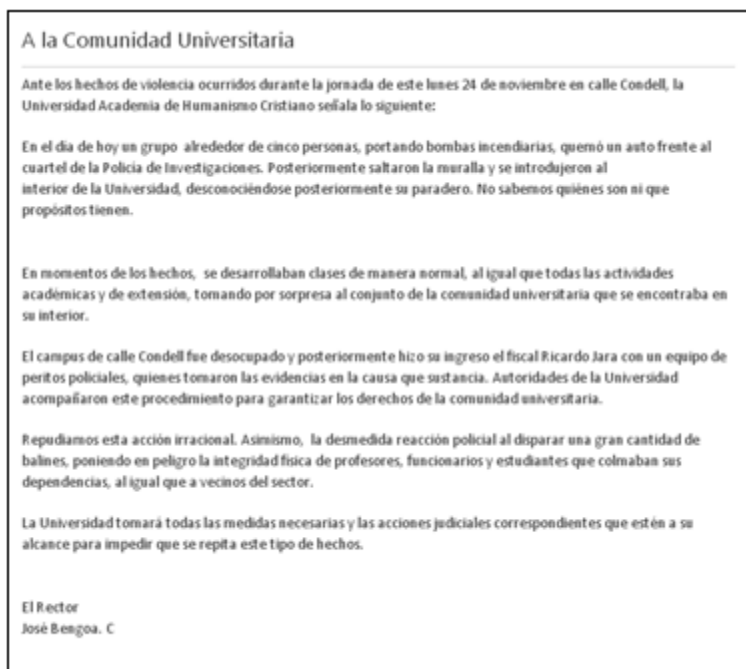 A la Comunidad Universitaria
Ante los hechos de violencia ocurridos durante la jornada de este lunes 24 de noviembre en calle Condell, la
Universidad Academia de Humanismo Cristiano señala lo siguiente:
En el día de hoy un grupo alrededor de cinco personas, portando bombas incendiarias, quemó un auto frente al
cuartel de la Policía de Investigaciones. Posteriormente saltaron la muralla y se introdujeron al
interior de la Universidad, desconociéndose posteriormente su paradero. No sabemos quiénes son ni que
propósitos tienen.
En momentos de los hechos, se desarrollaban clases de manera normal, al igual que todas las actividades
académicas y de extensión, tomando por sorpresa al conjunto de la comunidad universitaria que se encontraba en
su interior.
El campus de calle Condell fue desocupado y posteriormente hizo su ingreso el fiscal Ricardo Jara con un equipo de
peritos policiales, quienes tomaron las evidencias en la causa que sustancia. Autoridades de la Universidad
acompañaron este procedimiento para garantizar los derechos de la comunidad universitaria.
Repudiamos esta acción irracional. Asimismo, la desmedida reacción policial al disparar una gran cantidad de
balines, poniendo en peligro la integridad física de profesores, funcionarios y estudiantes que colmaban sus
dependencias, al igual que a vecinos del sector.
La Universidad tomará todas las medidas necesarias y las acciones judiciales correspondientes que estén a su
alcance para impedir que se repita este tipo de hechos.
El Rector
José Bengoa. C